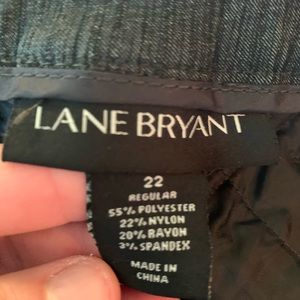 LANE BRYANT
22
REGULAR
55% POLYESTER
22% NYLON
20% RAYON
3% SPANDEX
MADE IN
CHINA